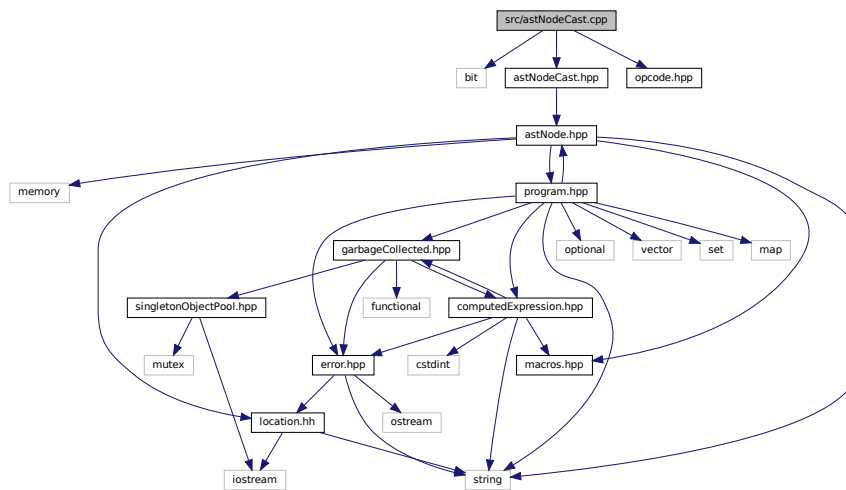 src/astNodeCast.cpp
bit
astNodeCast.hpp
opcode.hpp
astNode.hpp
memory
program.hpp
garbageCollected.hpp
optional
vector
set
map
singletonObjectPool.hpp
functional
computedExpression.hpp
mutex
error.hpp
cstdint
macros.hpp
location.hh
ostream
iostream
string